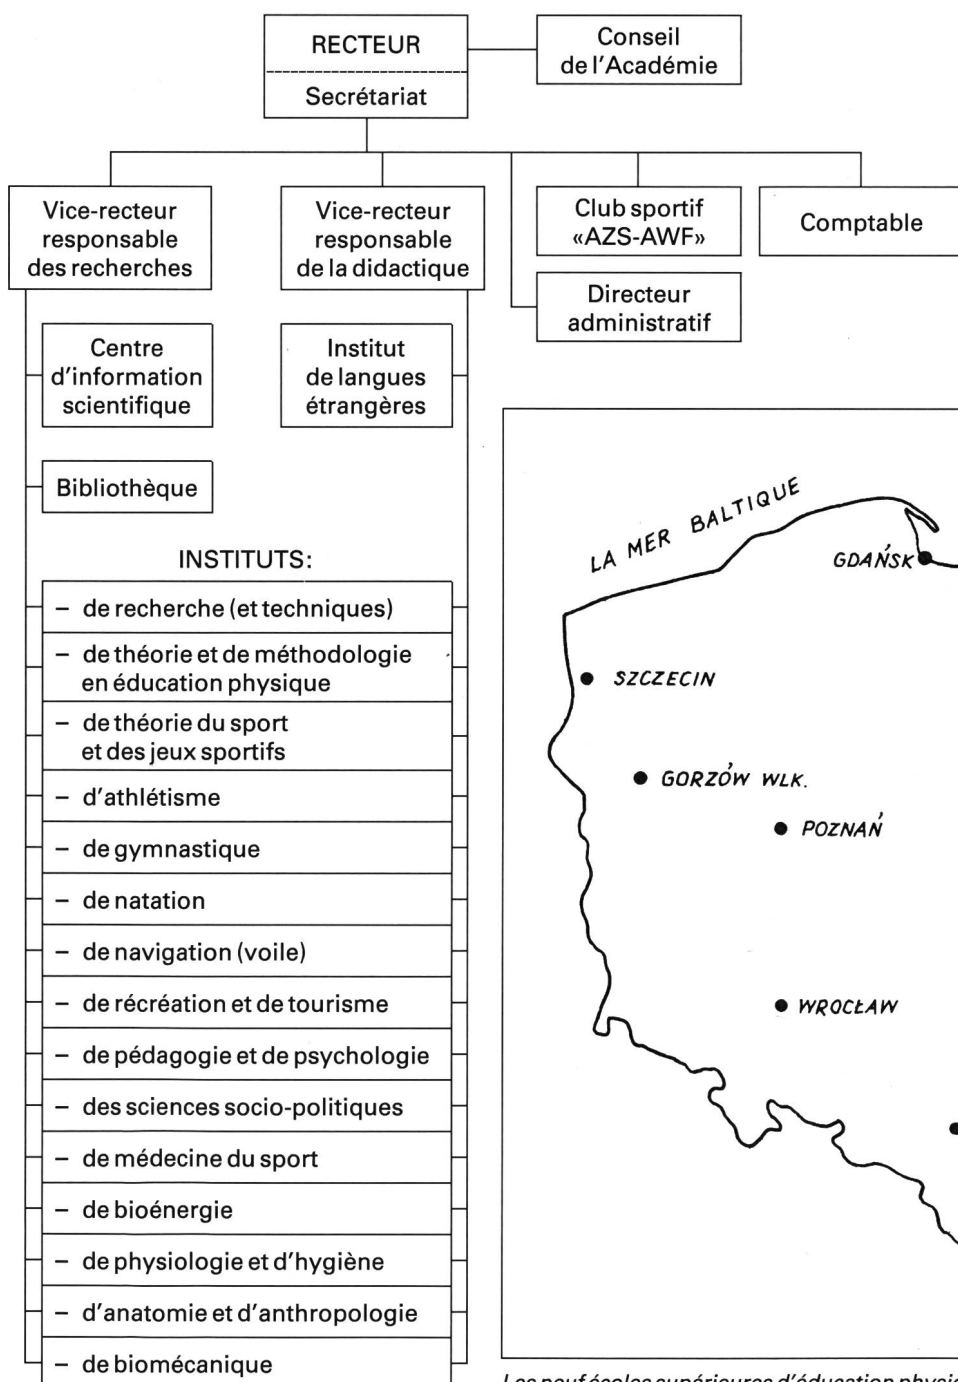 RECTEUR
Secrétariat
Conseil
de l'Académie
Vice-recteur
responsable
des recherches
Vice-recteur
responsable
de la didactique
Club sportif
«AZS-AWF»
Comptable
Directeur
administratif
Centre
d'information
scientifique
Institut
de langues
étrangères
Bibliothèque
INSTITUTS:
– de recherche (et techniques)
– de théorie et de méthodologie
en éducation physique
– de théorie du sport
et des jeux sportifs
– d'athlétisme
– de gymnastique
– de natation
– de navigation (voile)
– de récréation et de tourisme
– de pédagogie et de psychologie
– des sciences socio-politiques
– de médecine du sport
– de bioénergie
– de physiologie et d'hygiène
– d'anatomie et d'anthropologie
– de biomécanique
LA MER BALTIQUE
GDAŃSK
SZCZECIN
GORZÓW WLK.
POZNAŃ
WROCŁAW
Les neuf écoles supérieures d'éducation